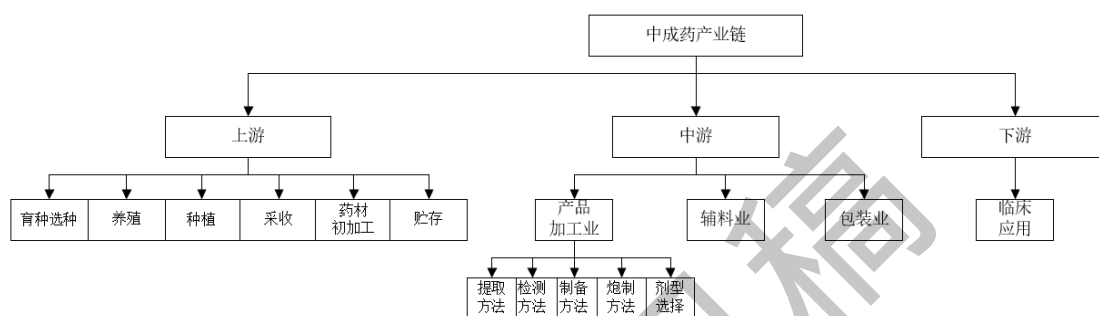 中成药产业链
上游
中游
下游
育种选种
养殖
种植
采收
药材
初加工
贮存
产品
加工业
辅料业
包装业
临床
应用
提取
方法
检测
方法
制备
方法
炮制
方法
剂型
选择
稿